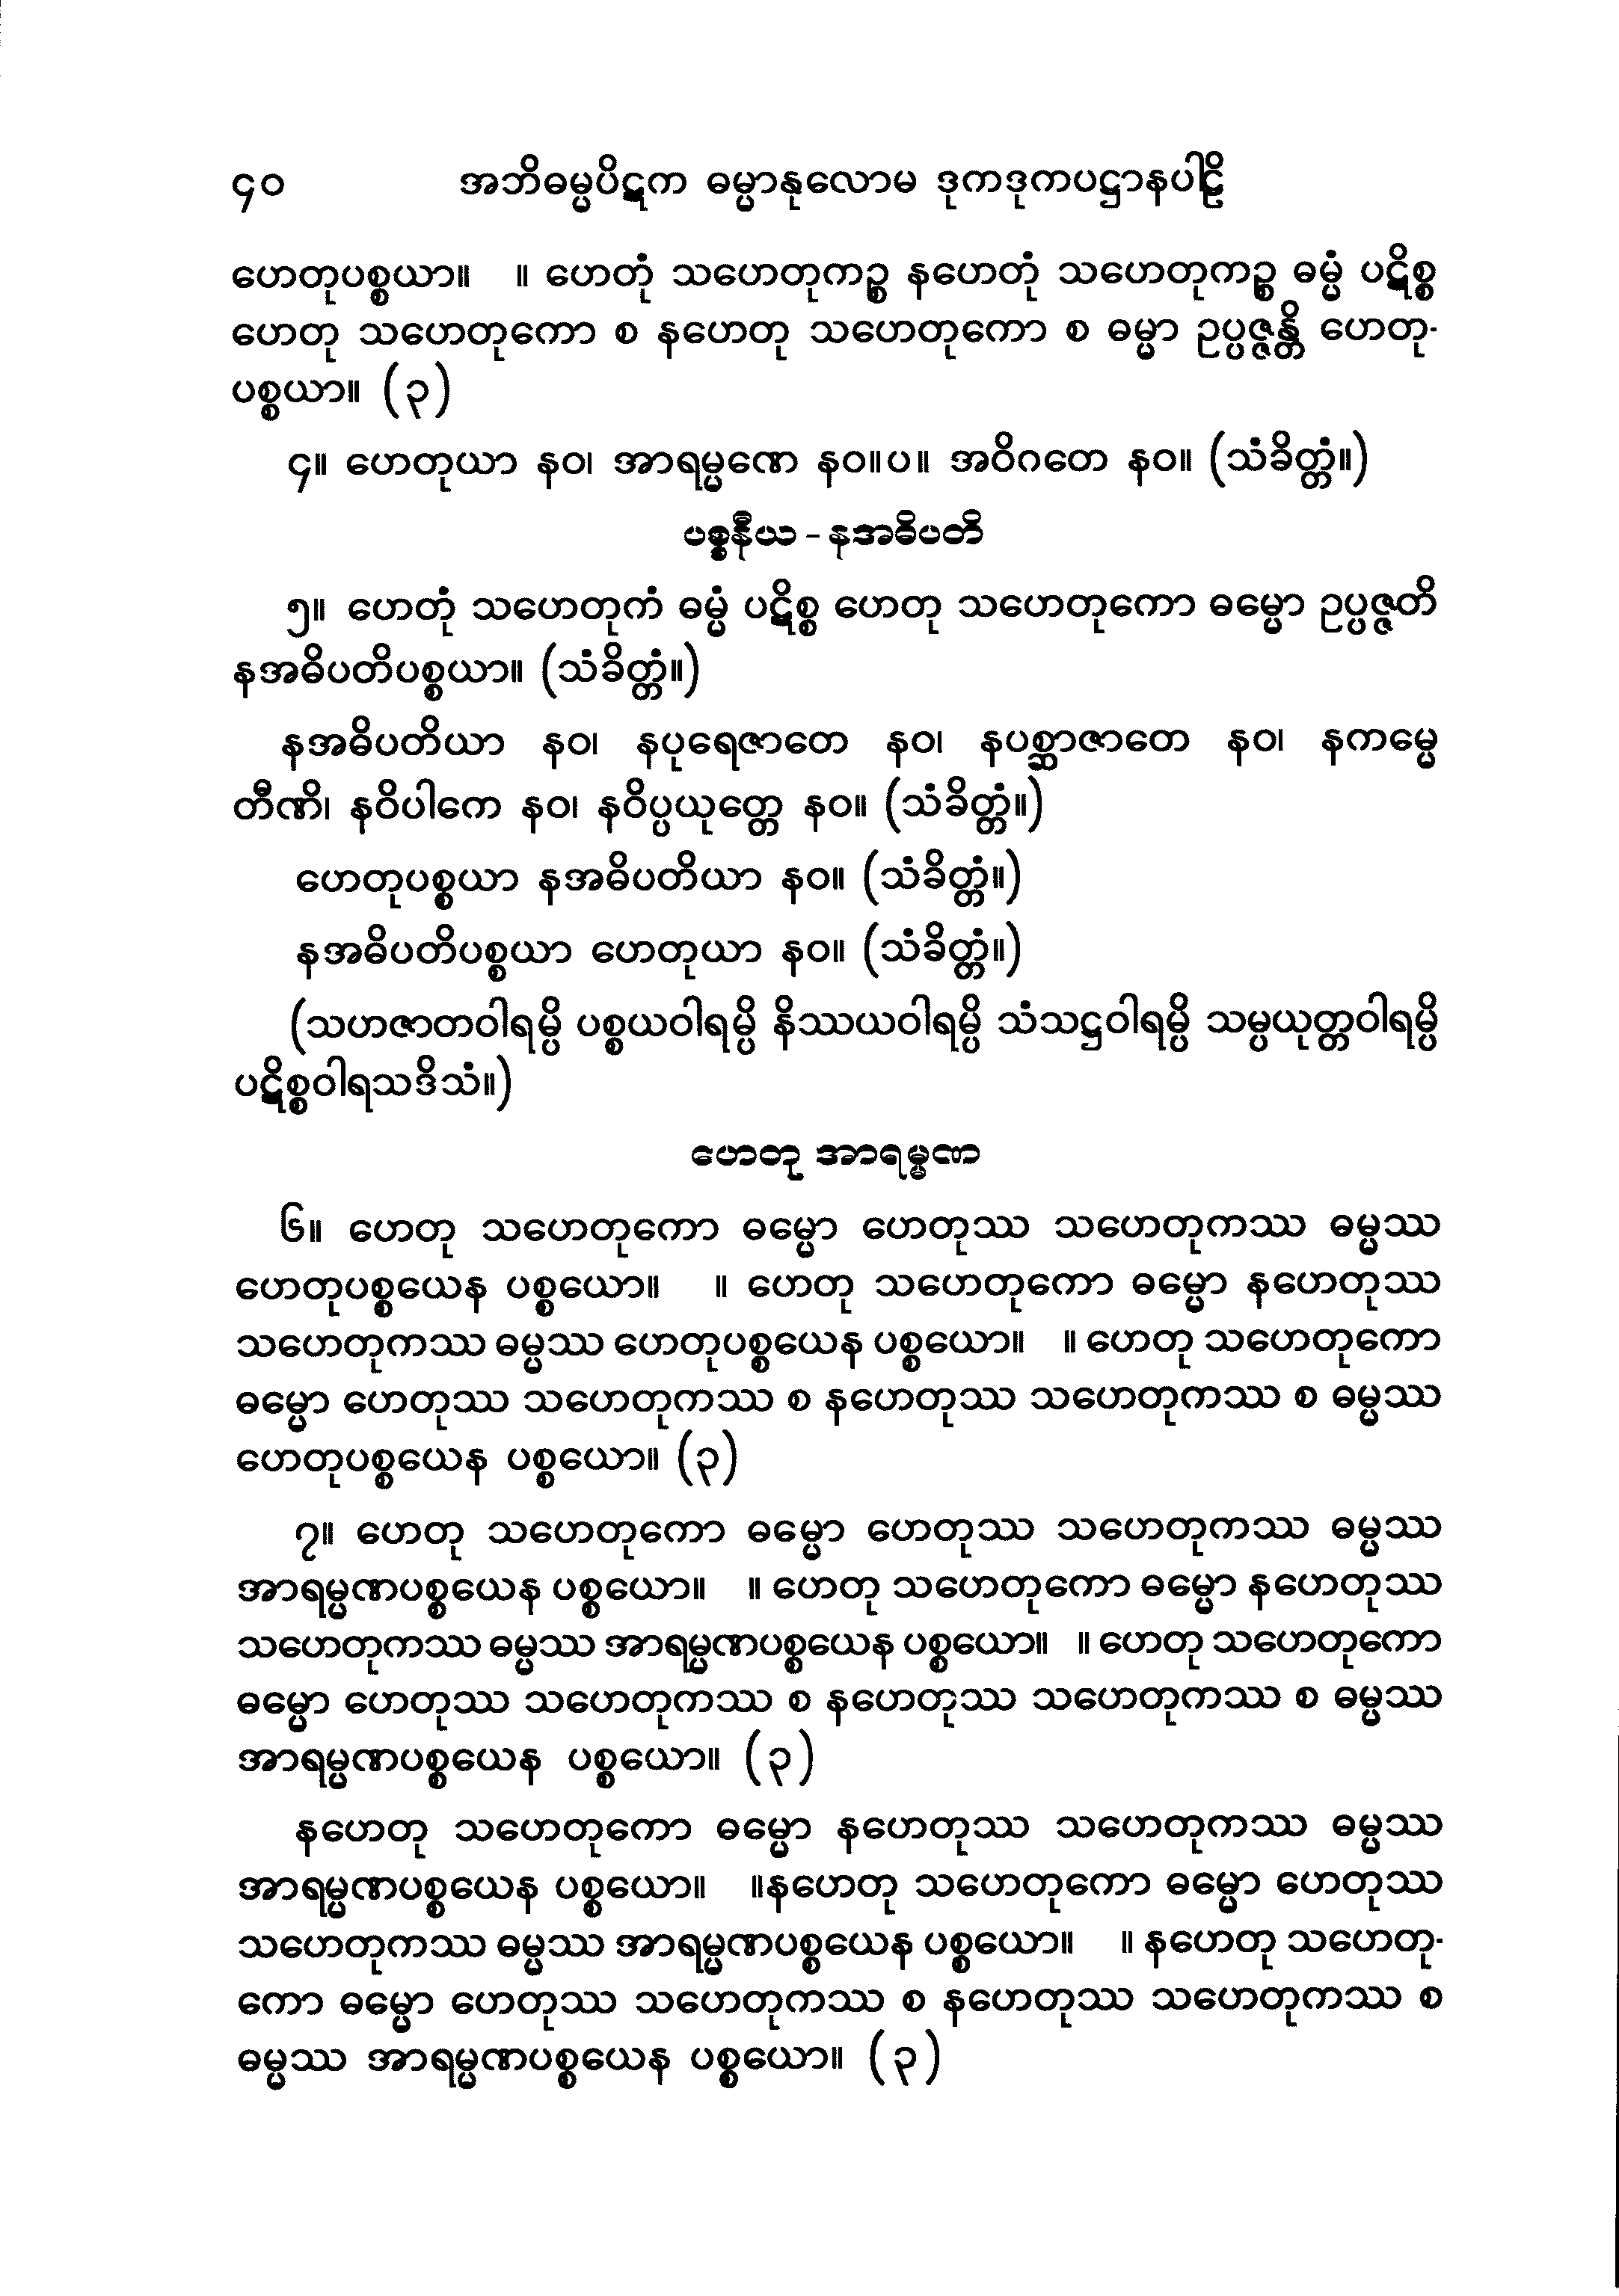 ၄၀ အဘိဓမ္မပိဋက ဓမ္မာနုလောမ ဒုကဒုကပဋ္ဌာနပါဠိ
ဟေတုပစ္စယာ။ ။ ဟေတုံ သဟေတုကဉ္စ နဟေတုံ သဟေတုကဉ္စ ဓမ္မံ ပဋိစ္စ
ဟေတု သဟေတုကော စ နဟေတု သဟေတုကော စ ဓမ္မာ ဥပ္ပဇ္ဇန္တိ ဟေတု-
ပစ္စယာ။ (၃)
၄။ ဟေတုယာ နဝ၊ အာရမ္မဏေ နဝ။ပ။ အဝိဂတေ နဝ။ (သံခိတ္တံ။)
ပစ္စနီယ - နအဓိပတိ
၅။ ဟေတုံ သဟေတုကံ ဓမ္မံ ပဋိစ္စ ဟေတု သဟေတုကော ဓမ္မော ဥပ္ပဇ္ဇတိ
နအဓိပတိပစ္စယာ။ (သံခိတ္တံ။)
နအဓိပတိယာ နဝ၊ နပုရေဇာတေ နဝ၊ နပစ္ဆာဇာတေ နဝ၊ နကမ္မေ
တီဏိ၊ နဝိပါကေ နဝ၊ နဝိပ္ပယုတ္တေ နဝ။ (သံခိတ္တံ။)
ဟေတုပစ္စယာ နအဓိပတိယာ နဝ။ (သံခိတ္တံ။)
နအဓိပတိပစ္စယာ ဟေတုယာ နဝ။ (သံခိတ္တံ။)
(သဟဇာတဝါရမ္ပိ ပစ္စယဝါရမ္ပိ နိဿယဝါရမ္ပိ သံသဋ္ဌဝါရမ္ပိ သမ္ပယုတ္တဝါရမ္ပိ
ပဋိစ္စဝါရသဒိသံ။)
ဟေတု အာရမ္မဏ
၆။ ဟေတု သဟေတုကော ဓမ္မော ဟေတုဿ သဟေတုကဿ ဓမ္မဿ
ဟေတုပစ္စယေန ပစ္စယော။ ။ ဟေတု သဟေတုကော ဓမ္မော နဟေတုဿ
သဟေတုကဿ ဓမ္မဿ ဟေတုပစ္စယေန ပစ္စယော။ ။ ဟေတု သဟေတုကော
ဓမ္မော ဟေတုဿ သဟေတုကဿ စ နဟေတုဿ သဟေတုကဿ စ ဓမ္မဿ
ဟေတုပစ္စယေန ပစ္စယော။ (၃)
၇။ ဟေတု သဟေတုကော ဓမ္မော ဟေတုဿ သဟေတုကဿ ဓမ္မဿ
အာရမ္မဏပစ္စယေန ပစ္စယော။ ။ ဟေတု သဟေတုကော ဓမ္မော နဟေတုဿ
သဟေတုကဿ ဓမ္မဿ အာရမ္မဏပစ္စယေန ပစ္စယော။ ။ ဟေတု သဟေတုကော
ဓမ္မော ဟေတုဿ သဟေတုကဿ စ နဟေတုဿ သဟေတုကဿ စ ဓမ္မဿ
အာရမ္မဏပစ္စယေန ပစ္စယော။ (၃)
နဟေတု သဟေတုကော ဓမ္မော နဟေတုဿ သဟေတုကဿ ဓမ္မဿ
အာရမ္မဏပစ္စယေန ပစ္စယော။ ။နဟေတု သဟေတုကော ဓမ္မော ဟေတုဿ
သဟေတုကဿ ဓမ္မဿ အာရမ္မဏပစ္စယေန ပစ္စယော။ ။ နဟေတု သဟေတု-
ကော ဓမ္မော ဟေတုဿ သဟေတုကဿ စ နဟေတုဿ သဟေတုကဿ စ
ဓမ္မဿ အာရမ္မဏပစ္စယေန ပစ္စယော။ (၃)